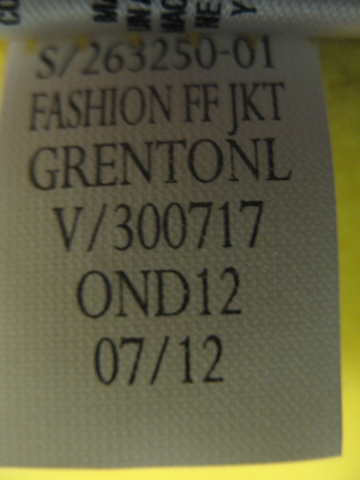 S/263250-01
FASHION FF JKT
GRENTONL
V/300717
OND12
07/12